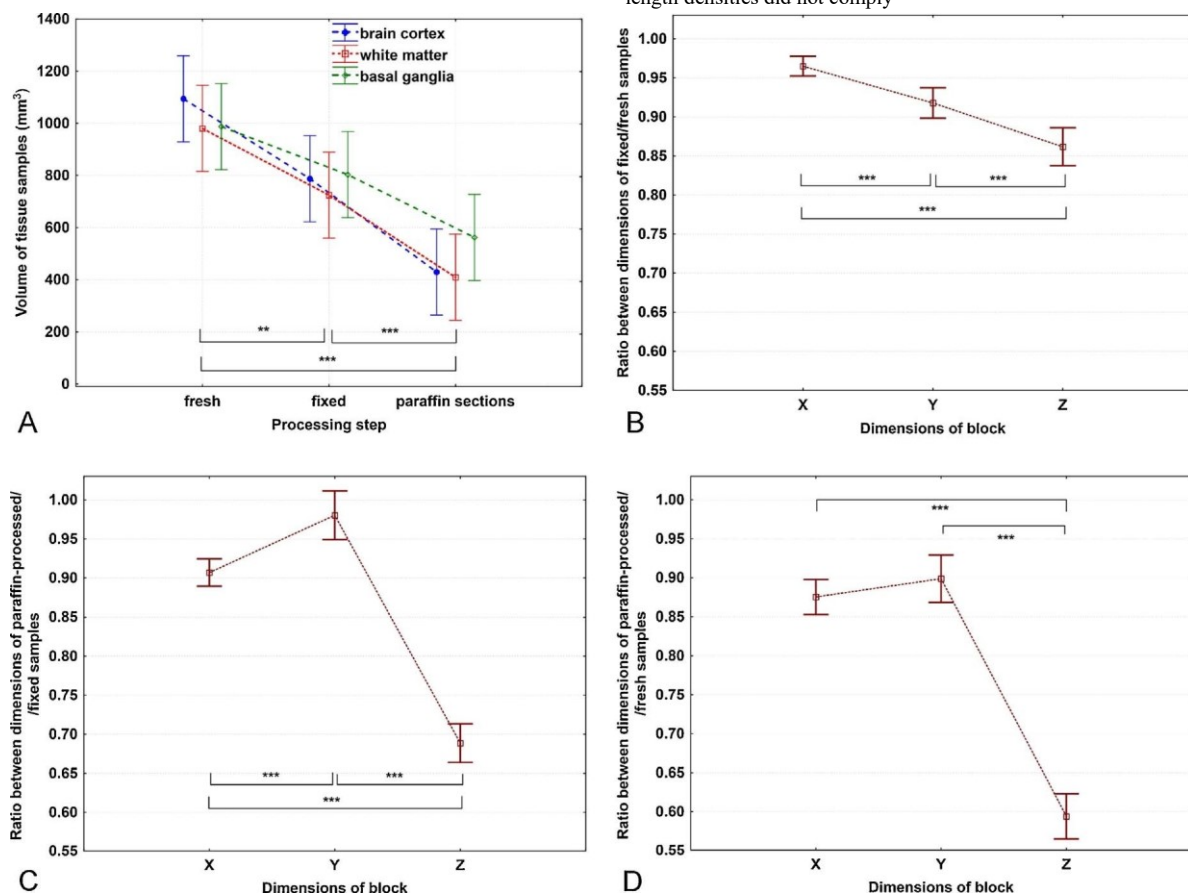 length densities did not comply
1400
1200
1000
800
600
400
200
0
Volume of tissue samples (mm³)
brain cortex
white matter
basal ganglia
**
***
***
fresh
fixed
paraffin sections
Processing step
A
1.00
0.95
0.90
0.85
0.80
0.75
0.70
0.65
0.60
0.55
Ratio between dimensions of fixed/fresh samples
***
***
***
X
Y
Z
Dimensions of block
B
1.00
0.95
0.90
0.85
0.80
0.75
0.70
0.65
0.60
0.55
Ratio between dimensions of paraffin-processed/
/fixed samples
***
***
***
X
Y
Z
Dimensions of block
C
1.00
0.95
0.90
0.85
0.80
0.75
0.70
0.65
0.60
0.55
Ratio between dimensions of paraffin-processed/
/fresh samples
***
***
X
Y
Z
Dimensions of block
D